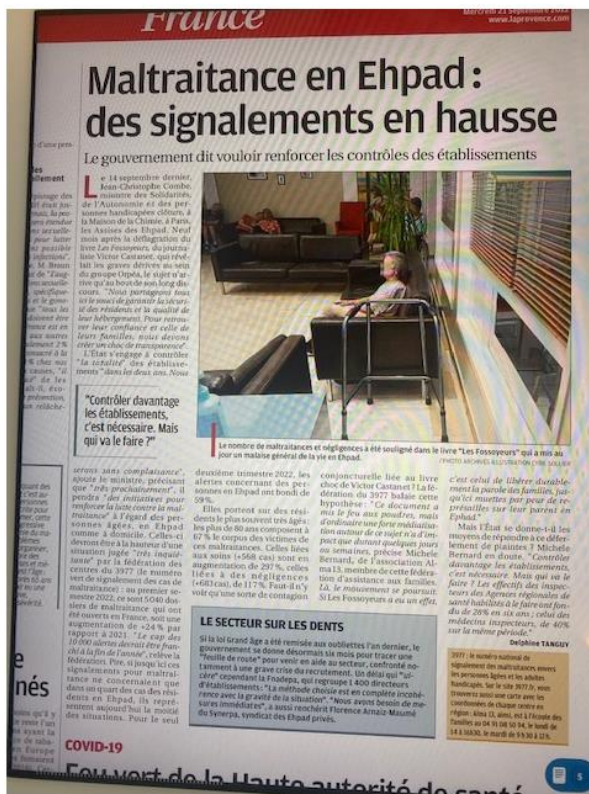 France
Mercredi 21 Septembre 2022
www.laprovence.com
Maltraitance en Ehpad :
des signalements en hausse
Le gouvernement dit vouloir renforcer les contrôles des établissements
Le 14 septembre dernier,
Jean-Christophe Combe,
ministre des Solidarités,
de l'Autonomie et des per-
sonnes handicapées clôture, à
la Maison de la Chimie, à Paris,
les Assises des Ehpad. Neuf
mois après la déflagration du
livre Les Fossoyeurs, du journa-
liste Victor Castanet, qui révé-
lait les graves dérives au sein
du groupe Orpéa, le sujet n'ar-
rive qu'au bout de son long dis-
cours. "Nous partageons tous
ici le souci de garantir la sécuri-
té des résidents et la qualité de
leur hébergement. Pour retrou-
ver leur confiance et celle de
leurs familles, nous devons
créer un choc de transparence".
L'État s'engage à contrôler
"la totalité" des établisse-
ments "dans les deux ans. Nous
"Contrôler davantage
les établissements,
c'est nécessaire. Mais
qui va le faire ?"
Le nombre de maltraitances et négligences a été souligné dans le livre "Les Fossoyeurs" qui a mis au
jour un malaise général de la vie en Ehpad.
/ PHOTO ARCHIVES ILLUSTRATION CYRIL SOLLIER
serons sans complaisance",
ajoute le ministre, précisant
que "très prochainement", il
prendra "des initiatives pour
renforcer la lutte contre la mal-
traitance" à l'égard des per-
sonnes âgées, en Ehpad
comme à domicile. Celles-ci
devront être à la hauteur d'une
situation jugée "très inquié-
tante" par la fédération des
centres du 3977 (le numéro
vert de signalement des cas de
maltraitance) : au premier se-
mestre 2022, ce sont 5040 dos-
siers de maltraitance qui ont
été ouverts en France, soit une
augmentation de +24 % par
rapport à 2021. "Le cap des
10 000 alertes devrait être fran-
chi à la fin de l'année", relève la
fédération. Pire, si jusqu'ici ces
signalements pour maltrai-
tance ne concernaient que
dans un quart des cas des rési-
dents en Ehpad, ils repré-
sentent aujourd'hui la moitié
des situations. Pour le seul
deuxième trimestre 2022, les
alertes concernant des per-
sonnes en Ehpad ont bondi de
59 %.
Elles portent sur des rési-
dents le plus souvent très âgés :
les plus de 80 ans composent à
67 % le corpus des victimes de
ces maltraitances. Celles liées
aux soins (+568 cas) sont en
augmentation de 297 %, celles
liées à des négligences
(+683 cas), de 117 %. Faut-il n'y
voir qu'une sorte de contagion
conjoncturelle liée au livre
choc de Victor Castanet ? La fé-
dération du 3977 balaie cette
hypothèse : "Ce document a
mis le feu aux poudres, mais
d'ordinaire une forte médiatisa-
tion autour de ce sujet n'a d'im-
pact que durant quelques jours
ou semaines, précise Michele
Bernard, de l'association Al-
ma 13, membre de cette fédéra-
tion d'assistance aux familles.
Là, le mouvement se poursuit.
Si Les Fossoyeurs a eu un effet,
c'est celui de libérer durable-
ment la parole des familles, jus-
qu'ici muettes par peur de re-
présailles sur leur parent en
Ephad."
Mais l'État se donne-t-il les
moyens de répondre à ce défer-
lement de plaintes ? Michele
Bernard en doute. "Contrôler
davantage les établissements,
c'est nécessaire. Mais qui va le
faire ? Les effectifs des inspec-
teurs des Agences régionales de
santé habilités à le faire ont fon-
du de 26% en six ans ; celui des
médecins inspecteurs, de 40%
sur la même période."
Delphine TANGUY
LE SECTEUR SUR LES DENTS
Si la loi Grand âge a été remisée aux oubliettes l'an dernier, le
gouvernement se donne désormais six mois pour tracer une
"feuille de route" pour venir en aide au secteur, confronté no-
tamment à une grave crise du recrutement. Un délai qui
cependant la Fnadepa, qui regroupe 1 400 directeurs
d'établissements : "La méthode choisie est en complète incohé-
rence avec la gravité de la situation". "Nous avons besoin de
mesures immédiates", a aussi renchéri Florence Arnaiz-Maumé
du Synerpa, syndicat des Ehpad privés.
3977 : le numéro national de
signalement des maltraitances envers
les personnes âgées et les adultes
handicapés. Sur le site 3977.fr, vous
trouverez aussi une carte avec les
coordonnées de chaque centre en
région : Alma 13, ainsi, est à l'écoute des
familles au 04 91 08 50 94, le lundi de
14 à 16h30, le mardi de 9h30 à 12h.
COVID-19
Feu vert de la Haute autorité de santé
5